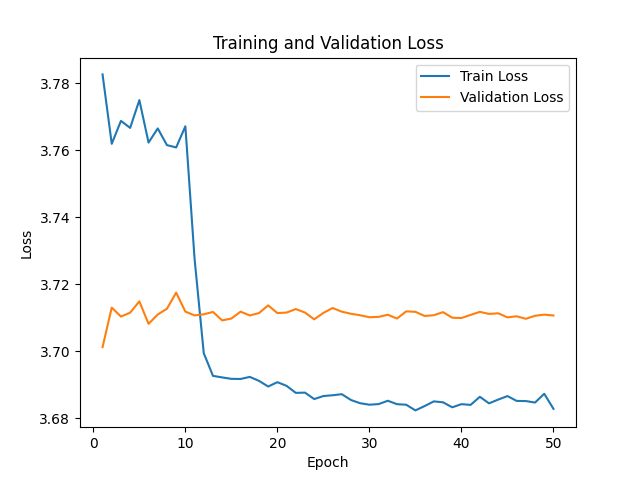 Training and Validation Loss
Train Loss
Validation Loss
3.78
3.76
3.74
3.72
3.70
3.68
Loss
0
10
20
30
40
50
Epoch